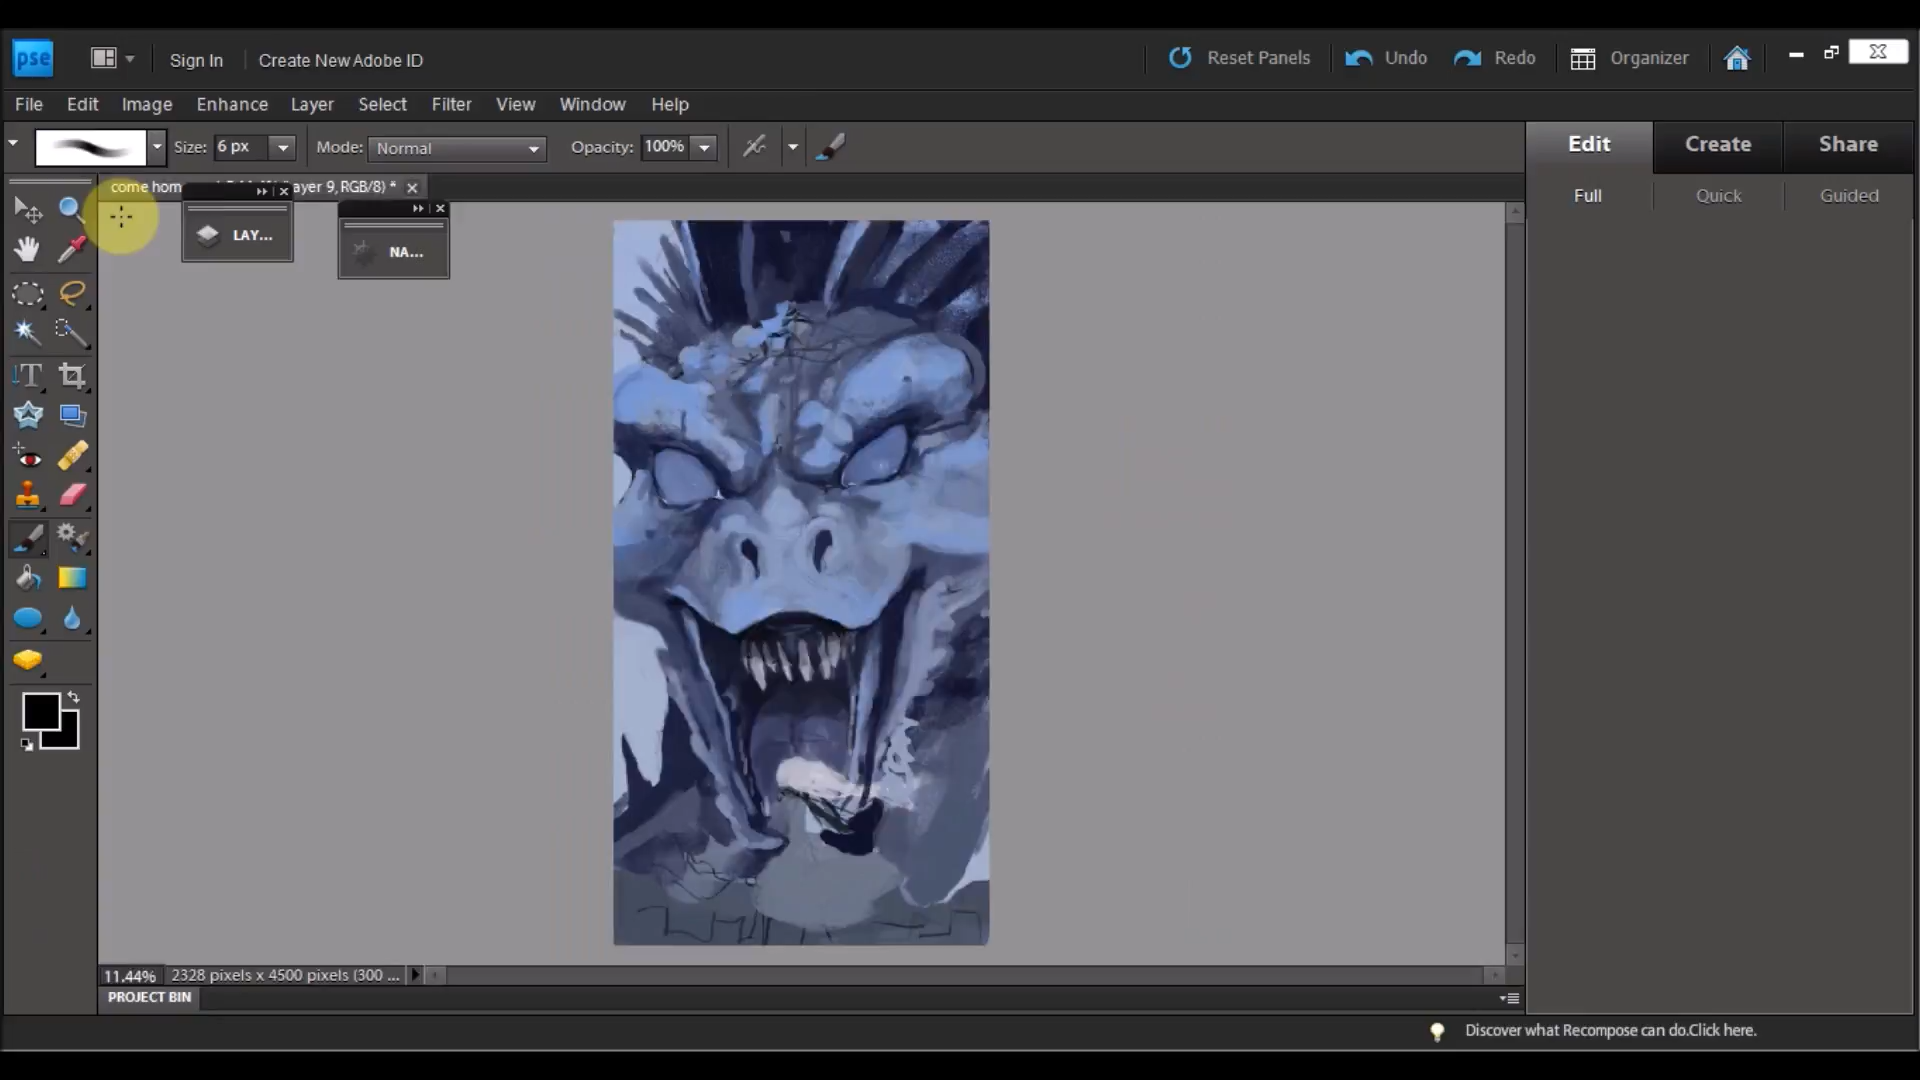 pse
Sign In
Create New Adobe ID
Reset Panels
Undo
Redo
Organizer
X
File Edit Image Enhance Layer Select Filter View Window Help
Size: 6 px
Mode: Normal
Opacity: 100%
Edit Create Share
come hom
ayer 9, RGB/8) *
Full Quick Guided
LAY...
NA...
T
11.44% 2328 pixels x 4500 pixels (300 ...
PROJECT BIN
Discover what Recompose can do.Click here.